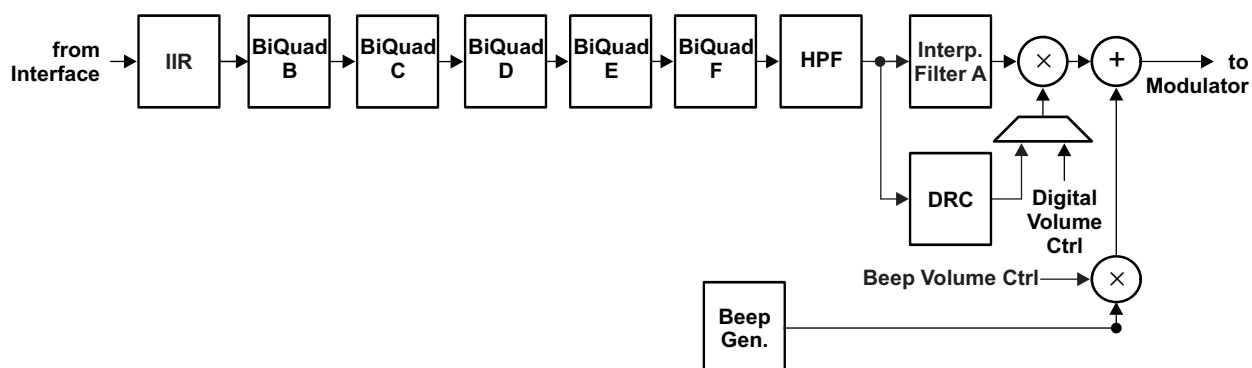 from
Interface
IIR
BiQuad
B
BiQuad
C
BiQuad
D
BiQuad
E
BiQuad
F
HPF
Interp.
Filter A
×
+
to
Modulator
DRC
Digital
Volume
Ctrl
Beep Volume Ctrl
×
Beep
Gen.